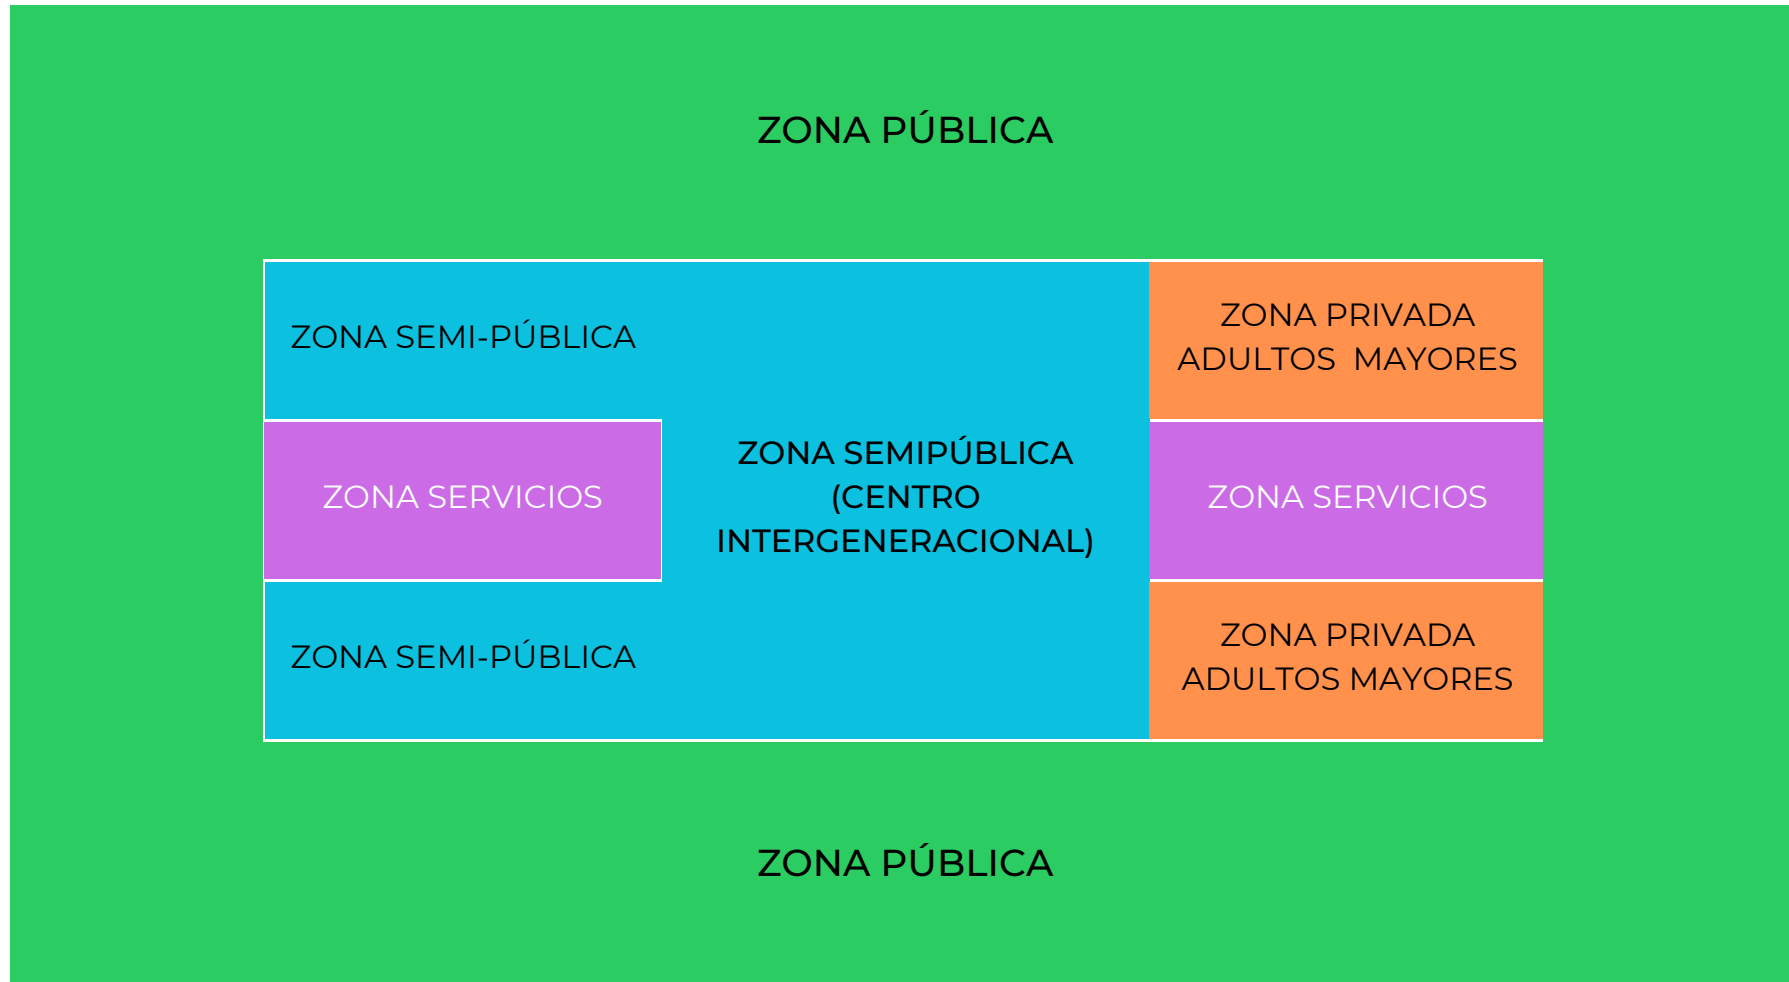 ZONA PÚBLICA
ZONA SEMI-PÚBLICA
ZONA PRIVADA
ADULTOS MAYORES
ZONA SERVICIOS
ZONA SEMIPÚBLICA
(CENTRO
INTERGENERACIONAL)
ZONA SERVICIOS
ZONA SEMI-PÚBLICA
ZONA PRIVADA
ADULTOS MAYORES
ZONA PÚBLICA